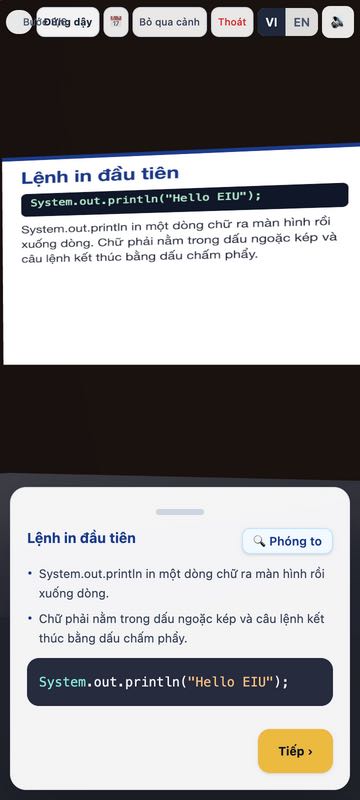 Đứng dậy
Bỏ qua cảnh
Thoát
VI
EN
Lệnh in đầu tiên
System.out.println("Hello EIU");
System.out.println in một dòng chữ ra màn hình rồi
xuống dòng. Chữ phải nằm trong dấu ngoặc kép và
câu lệnh kết thúc bằng dấu chấm phẩy.
Lệnh in đầu tiên
Phóng to
• System.out.println in một dòng chữ ra màn hình rồi
xuống dòng.
• Chữ phải nằm trong dấu ngoặc kép và câu lệnh kết
thúc bằng dấu chấm phẩy.
System.out.println("Hello EIU");
Tiếp ›